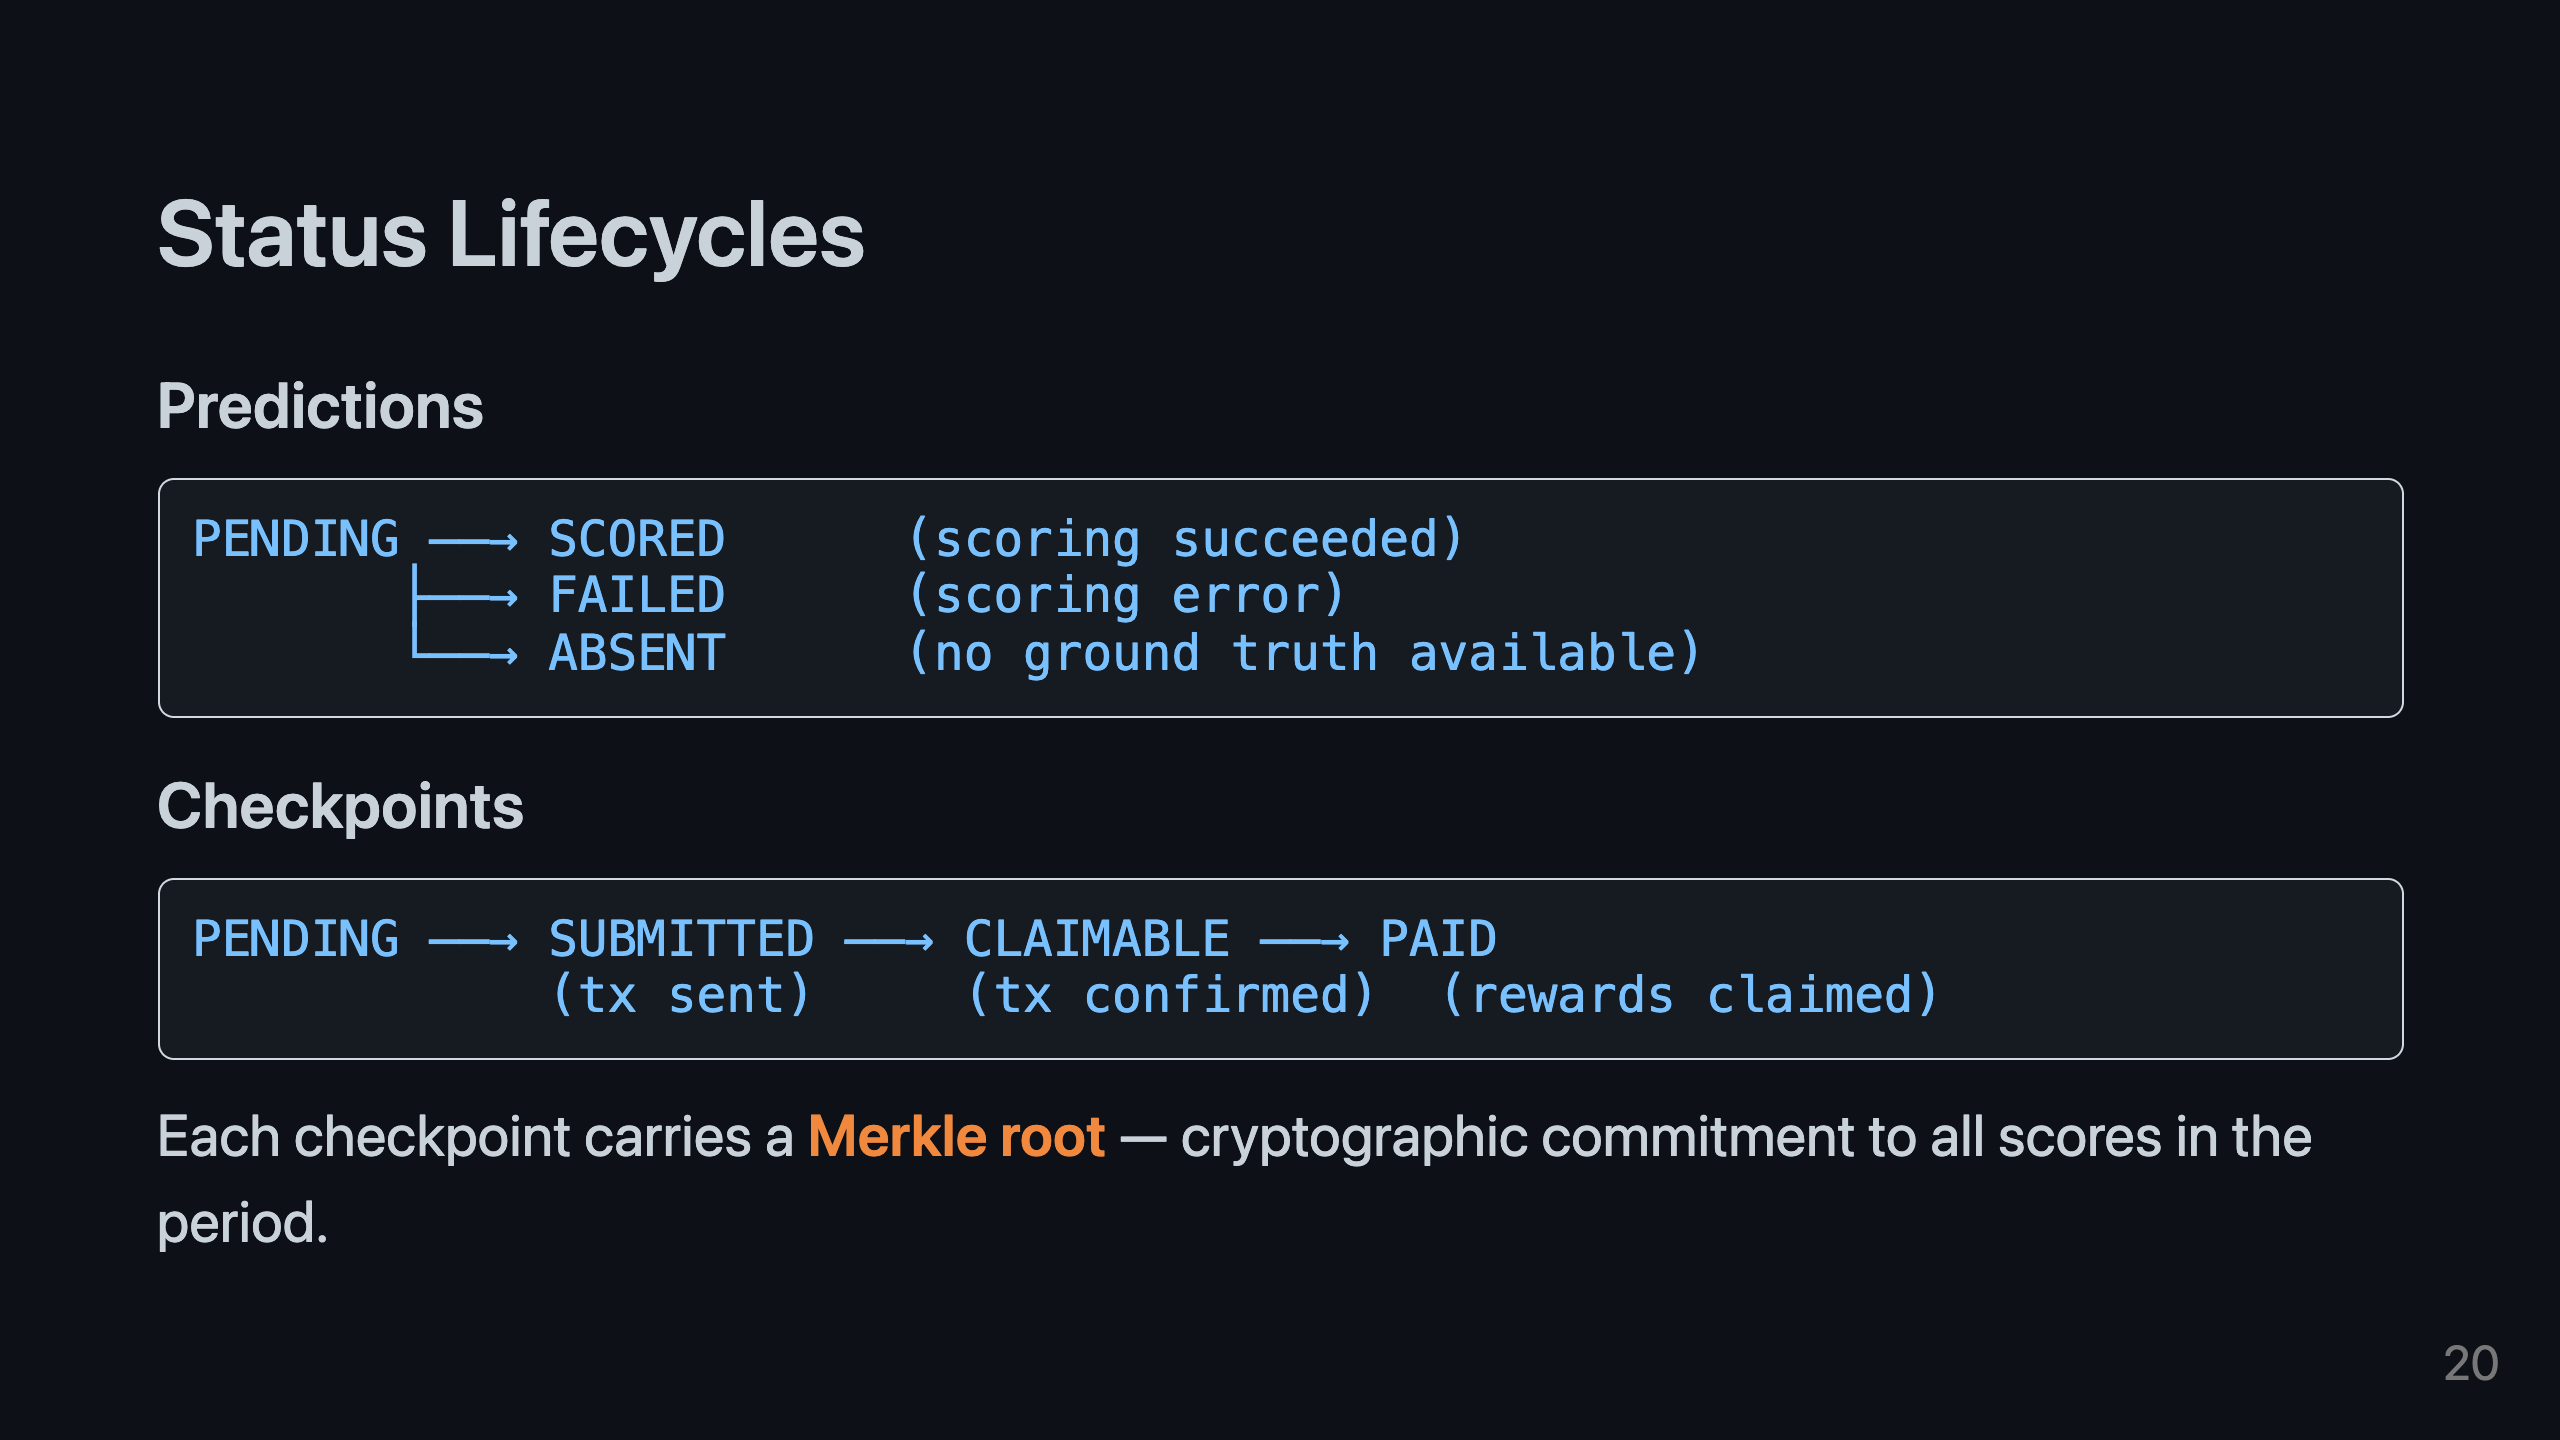 Status Lifecycles
Predictions
PENDING ──→ SCORED      (scoring succeeded)
       ├──→ FAILED      (scoring error)
       └──→ ABSENT      (no ground truth available)
Checkpoints
PENDING ──→ SUBMITTED ──→ CLAIMABLE ──→ PAID
            (tx sent)     (tx confirmed)  (rewards claimed)
Each checkpoint carries a Merkle root — cryptographic commitment to all scores in the
period.
20